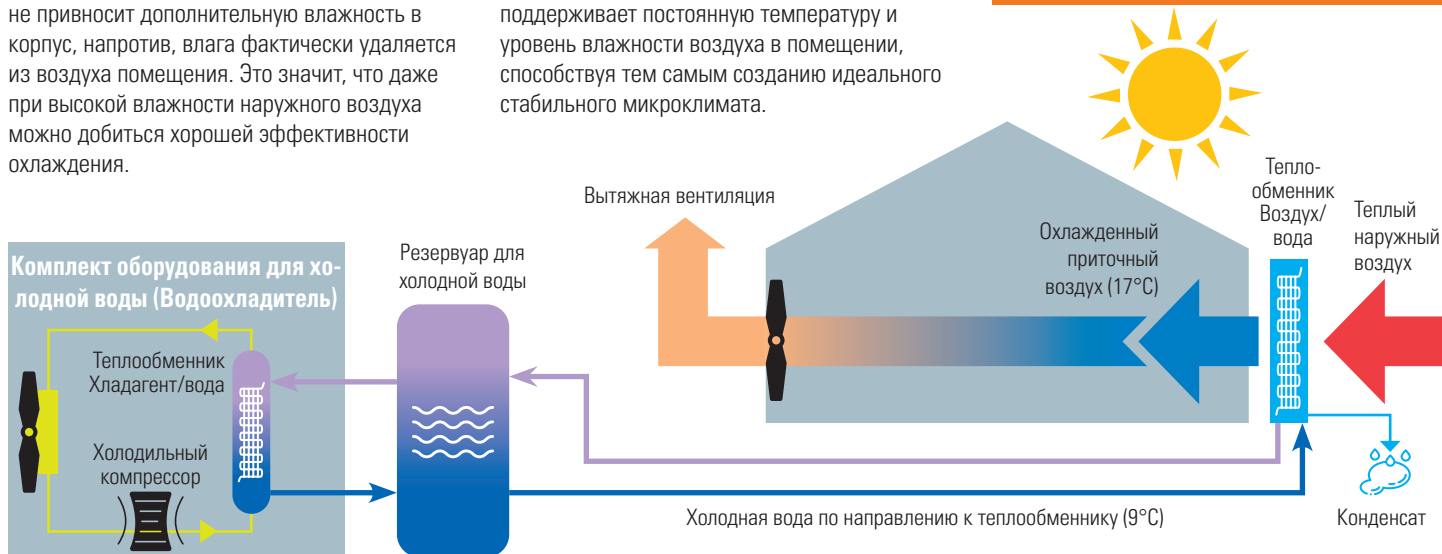 не привносит дополнительную влажность в
корпус, напротив, влага фактически удаляется
из воздуха помещения. Это значит, что даже
при высокой влажности наружного воздуха
можно добиться хорошей эффективности
охлаждения.
поддерживает постоянную температуру и
уровень влажности воздуха в помещении,
способствуя тем самым созданию идеального
стабильного микроклимата.
Вытяжная вентиляция
Охлажденный
приточный
воздух (17°C)
Тепло-
обменник
Воздух/
вода
Теплый
наружный
воздух
Комплект оборудования для хо-
лодной воды (Водоохладитель)
Резервуар для
холодной воды
Теплообменник
Хладагент/вода
Холодильный
компрессор
Холодная вода по направлению к теплообменнику (9°C)
Конденсат